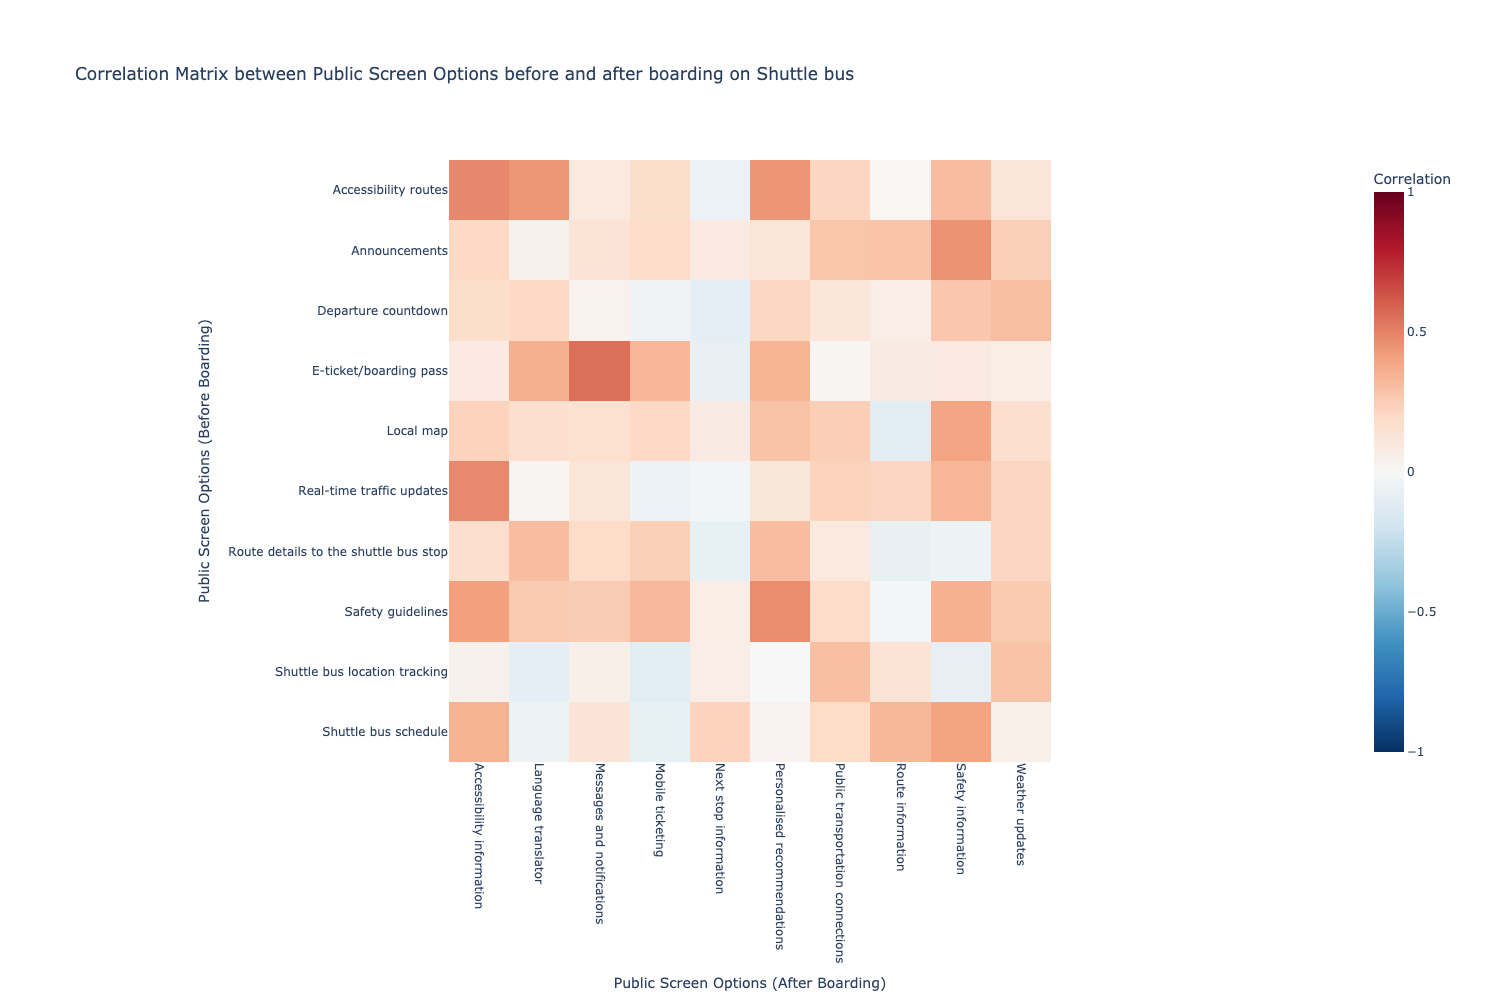 Correlation Matrix between Public Screen Options before and after boarding on Shuttle bus
Correlation
1
0.5
0
−0.5
−1
Public Screen Options (Before Boarding)
Accessibility routes
Announcements
Departure countdown
E-ticket/boarding pass
Local map
Real-time traffic updates
Route details to the shuttle bus stop
Safety guidelines
Shuttle bus location tracking
Shuttle bus schedule
Accessibility information
Language translator
Messages and notifications
Mobile ticketing
Next stop information
Personalised recommendations
Public transportation connections
Route information
Safety information
Weather updates
Public Screen Options (After Boarding)